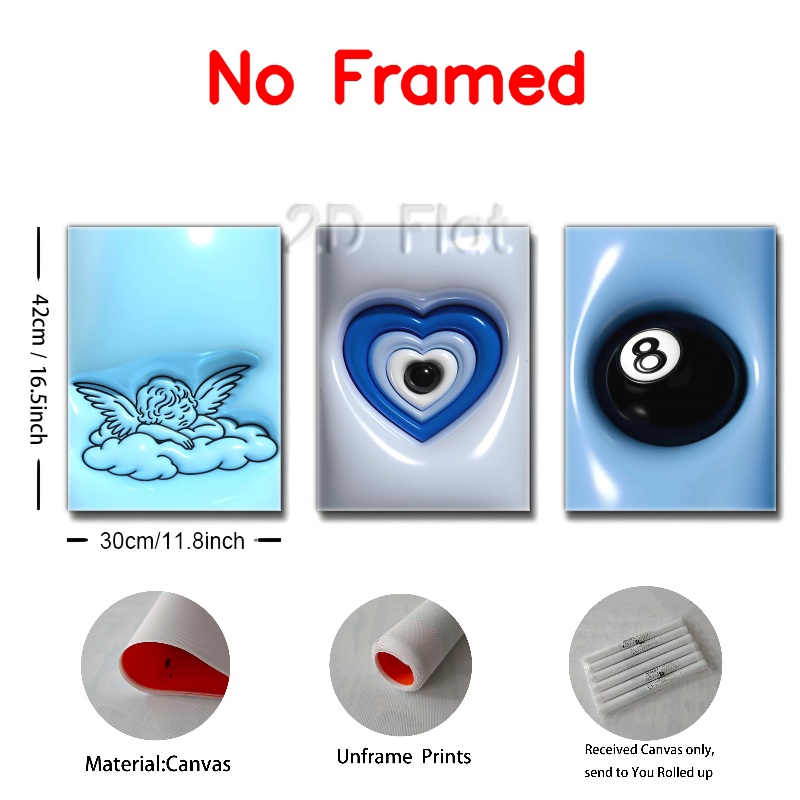 No Framed
2D Flat
42cm / 16.5inch
8
30cm/11.8inch
Material:Canvas
Unframe Prints
Received Canvas only,
send to You Rolled up